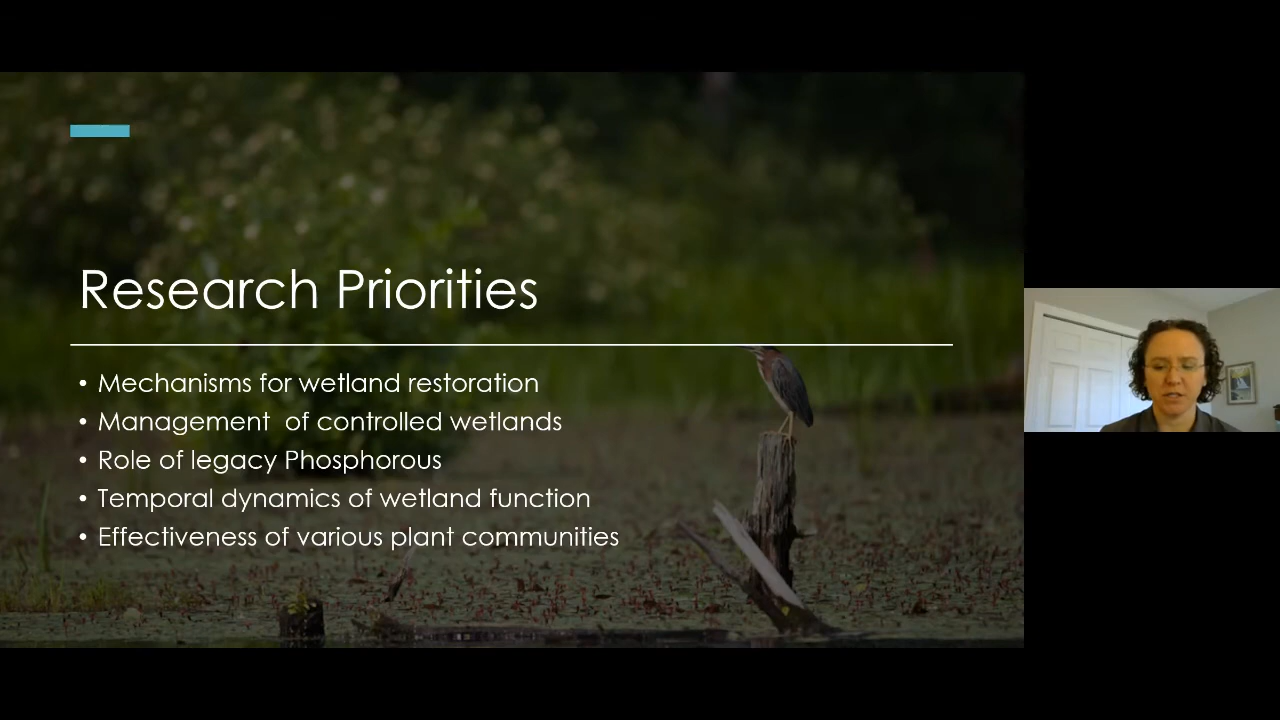 Research Priorities
• Mechanisms for wetland restoration
• Management  of controlled wetlands
• Role of legacy Phosphorous
• Temporal dynamics of wetland function
• Effectiveness of various plant communities